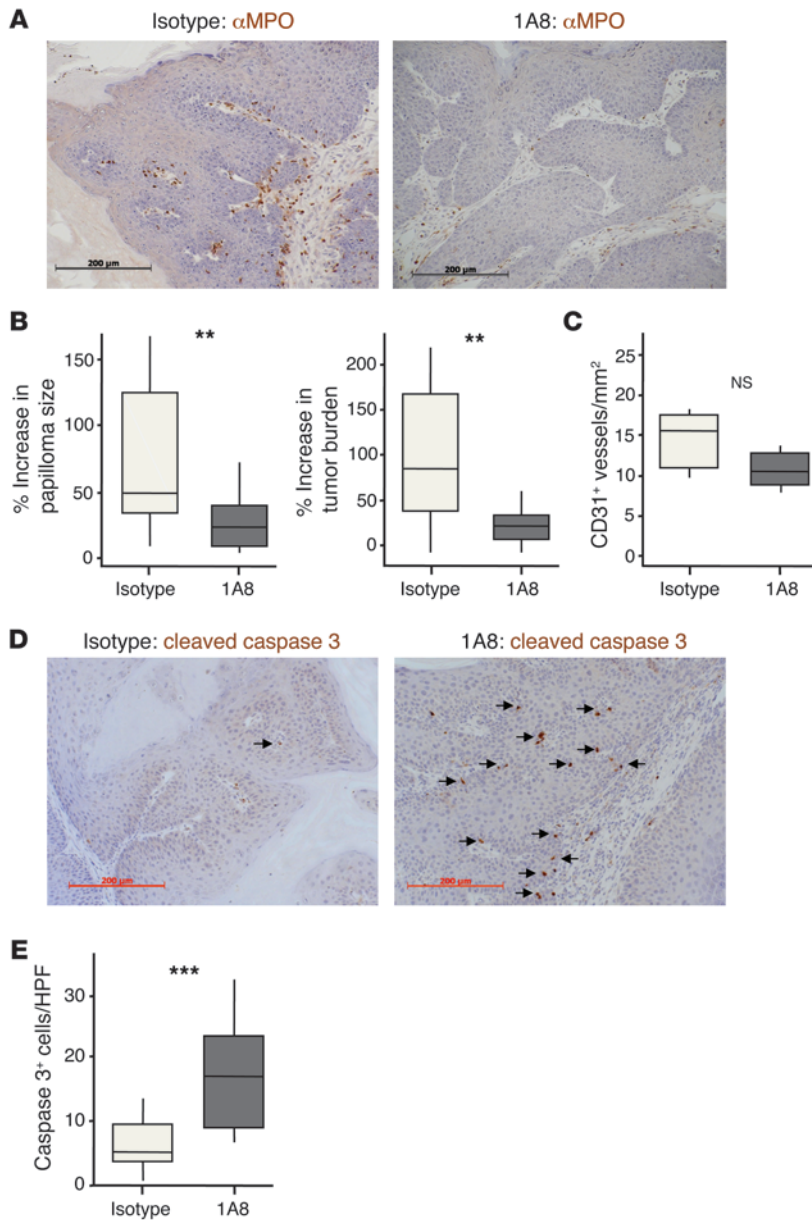 A
Isotype: αMPO
1A8: αMPO
200 µm
200 µm
B
% Increase in
papilloma size
150
100
50
0
**
Isotype
1A8
% Increase in
tumor burden
200
150
100
50
0
**
Isotype
1A8
C
CD31⁺ vessels/mm²
25
20
15
10
5
0
NS
Isotype
1A8
D
Isotype: cleaved caspase 3
1A8: cleaved caspase 3
200 µm
200 µm
E
Caspase 3⁺ cells/HPF
30
20
10
0
***
Isotype
1A8